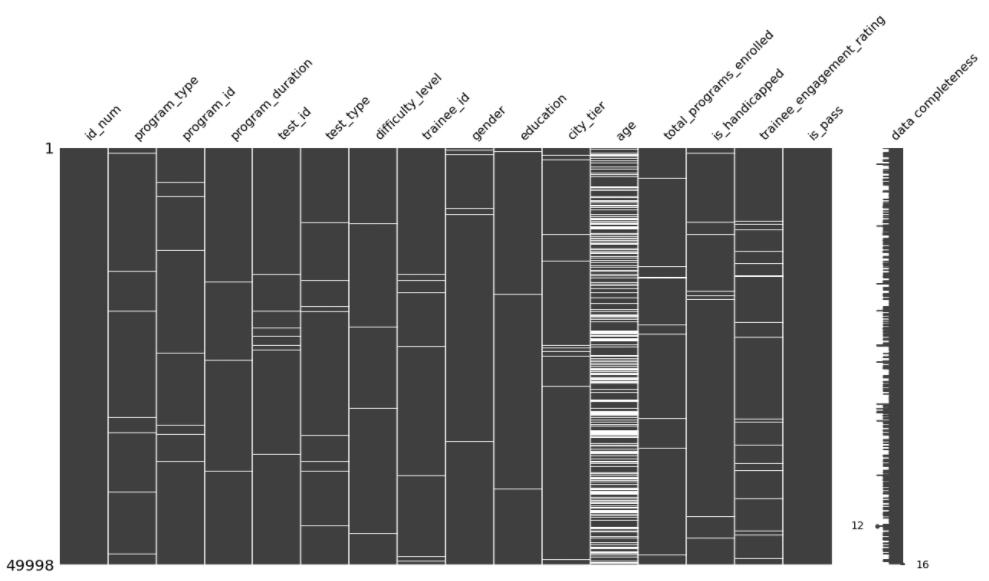 id_num
program_type
program_id
program_duration
test_id
test_type
difficulty_level
trainee_id
gender
education
city_tier
age
total_programs_enrolled
is_handicapped
trainee_engagement_rating
is_pass
data completeness
1
49998
12
16